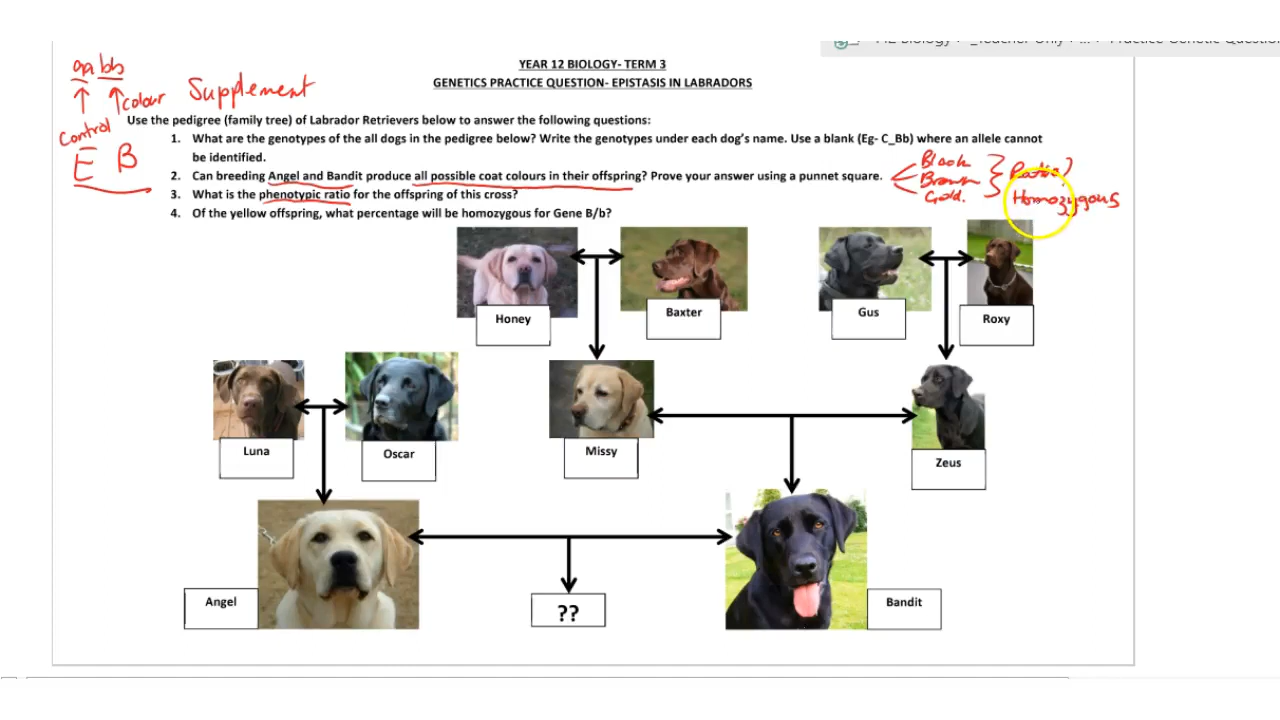 YEAR 12 BIOLOGY- TERM 3
GENETICS PRACTICE QUESTION- EPISTASIS IN LABRADORS
aa bb
colour
Supplement
Control
E B
Use the pedigree (family tree) of Labrador Retrievers below to answer the following questions:
1. What are the genotypes of the all dogs in the pedigree below? Write the genotypes under each dog's name. Use a blank (Eg- C_Bb) where an allele cannot
be identified.
2. Can breeding Angel and Bandit produce all possible coat colours in their offspring? Prove your answer using a punnet square.
3. What is the phenotypic ratio for the offspring of this cross?
4. Of the yellow offspring, what percentage will be homozygous for Gene B/b?
Black
Brown
Gold.
Ratio?
Homozygous
Honey
Baxter
Gus
Roxy
Luna
Oscar
Missy
Zeus
Angel
??
Bandit